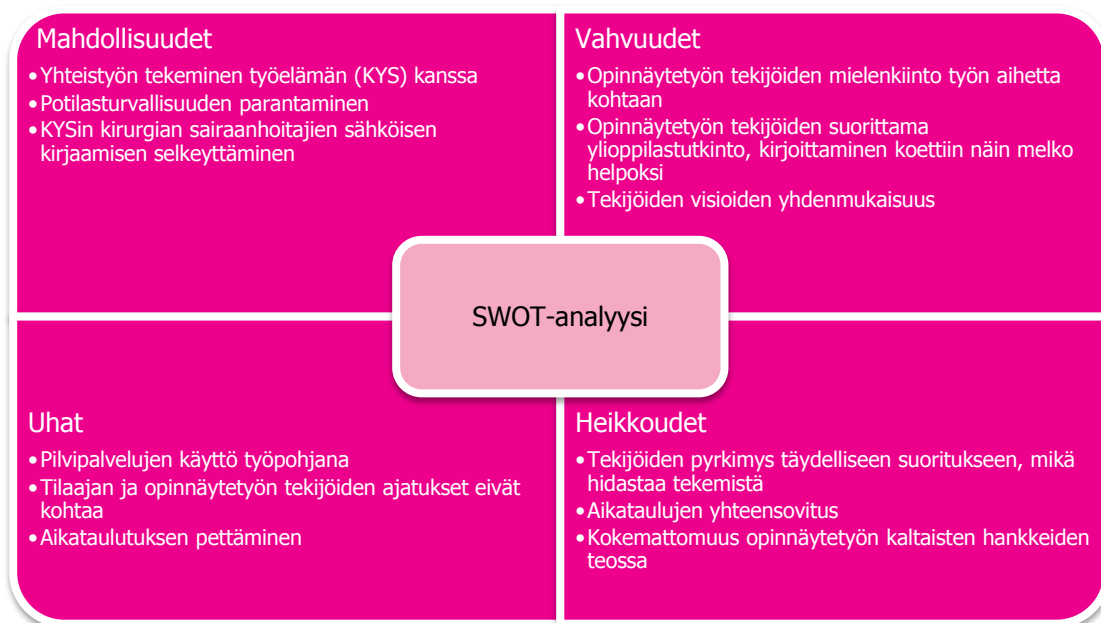 Mahdollisuudet
•Yhteistyön tekeminen työelämän (KYS) kanssa
•Potilasturvallisuuden parantaminen
•KYSin kirurgian sairaanhoitajien sähköisen
kirjaamisen selkeyttäminen
Vahvuudet
•Opinnäytetyön tekijöiden mielenkiinto työn aihetta
kohtaan
•Opinnäytetyön tekijöiden suorittama
ylioppilastutkinto, kirjoittaminen koettiin näin melko
helpoksi
•Tekijöiden visioiden yhdenmukaisuus
SWOT-analyysi
Uhat
•Pilvipalvelujen käyttö työpohjana
•Tilaajan ja opinnäytetyön tekijöiden ajatukset eivät
kohtaa
•Aikataulutuksen pettäminen
Heikkoudet
•Tekijöiden pyrkimys täydelliseen suoritukseen, mikä
hidastaa tekemistä
•Aikataulujen yhteensovitus
•Kokemattomuus opinnäytetyön kaltaisten hankkeiden
teossa